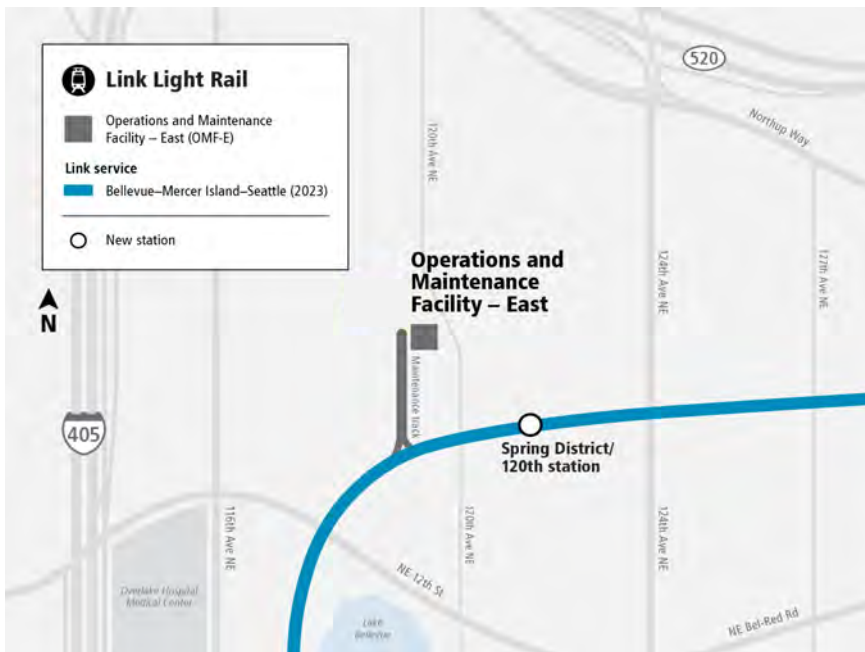 Link Light Rail
Operations and Maintenance
Facility – East (OMF-E)
Link service
Bellevue–Mercer Island–Seattle (2023)
New station
N
520
Northup Way
120th Ave NE
124th Ave NE
127th Ave NE
Operations and
Maintenance
Facility – East
Maintenance track
405
Spring District/
120th station
116th Ave NE
120th Ave NE
124th Ave NE
Overlake Hospital
Medical Center
NE 12th St
Lake
Bellevue
NE Bel-Red Rd